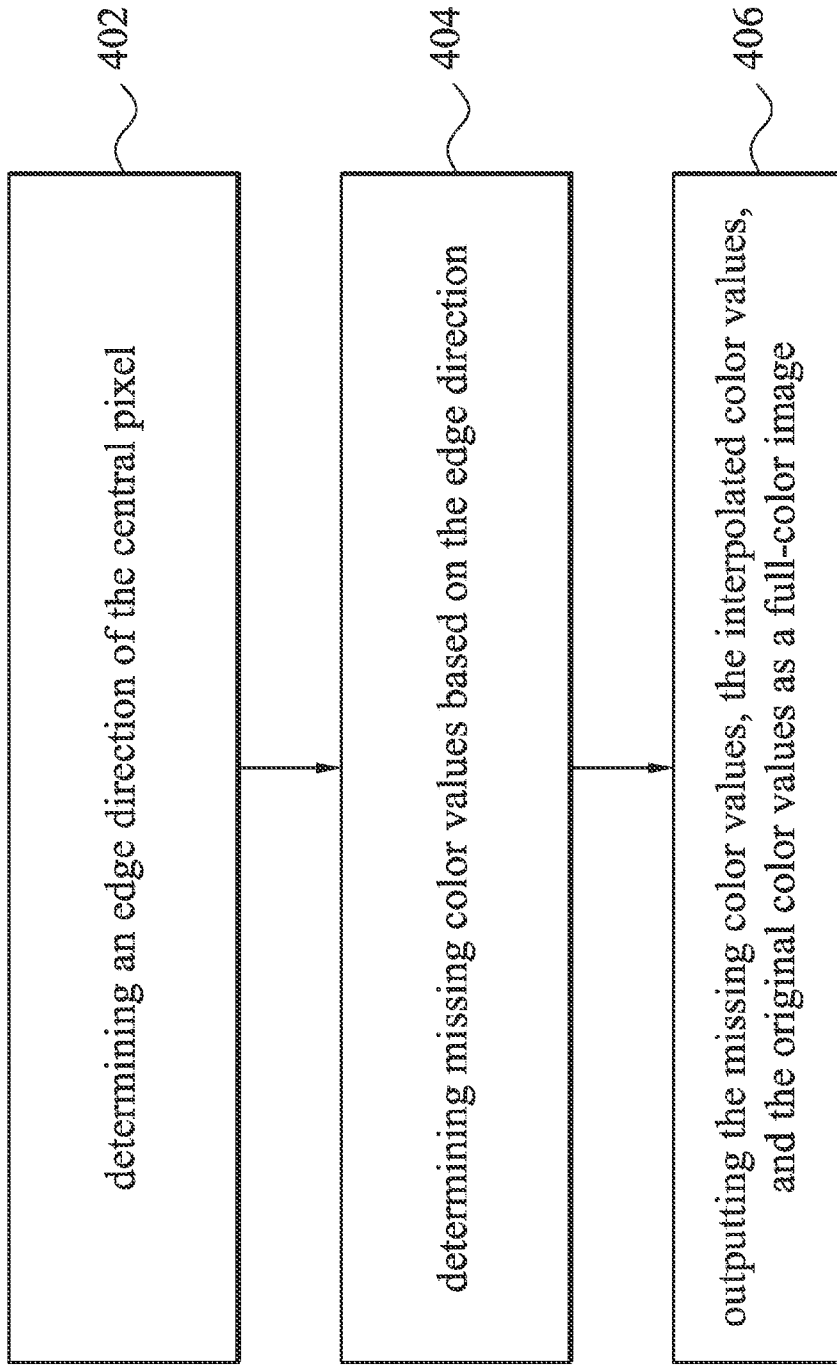 determining an edge direction of the central pixel
402
determining missing color values based on the edge direction
404
outputting the missing color values, the interpolated color values,
and the original color values as a full-color image
406